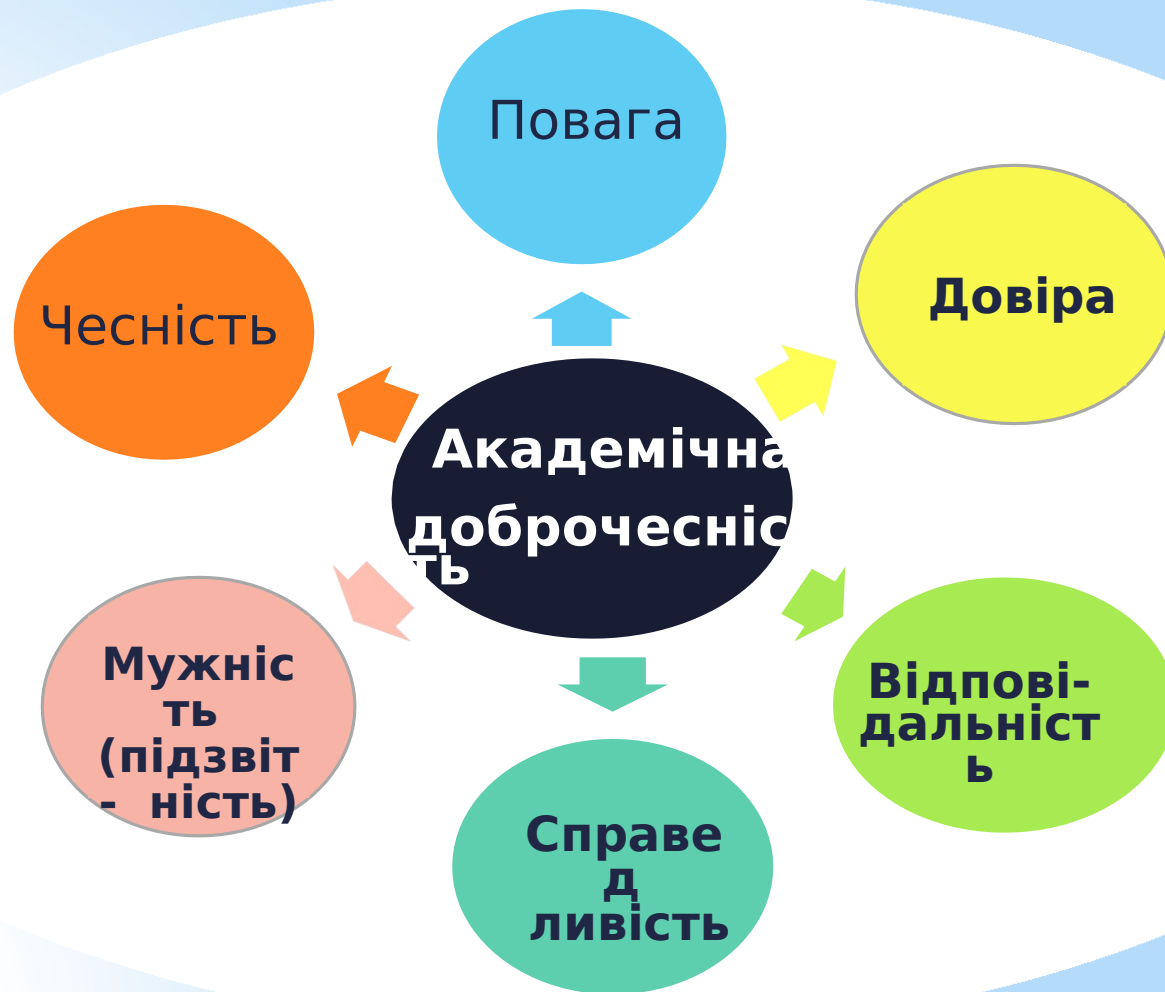 Повага
Довіра
Чесність
Академічна
доброчесніс
ть
Мужніс
ть
(підзвіт
- ність)
Відпові-
дальніст
ь
Справе
д
ливість